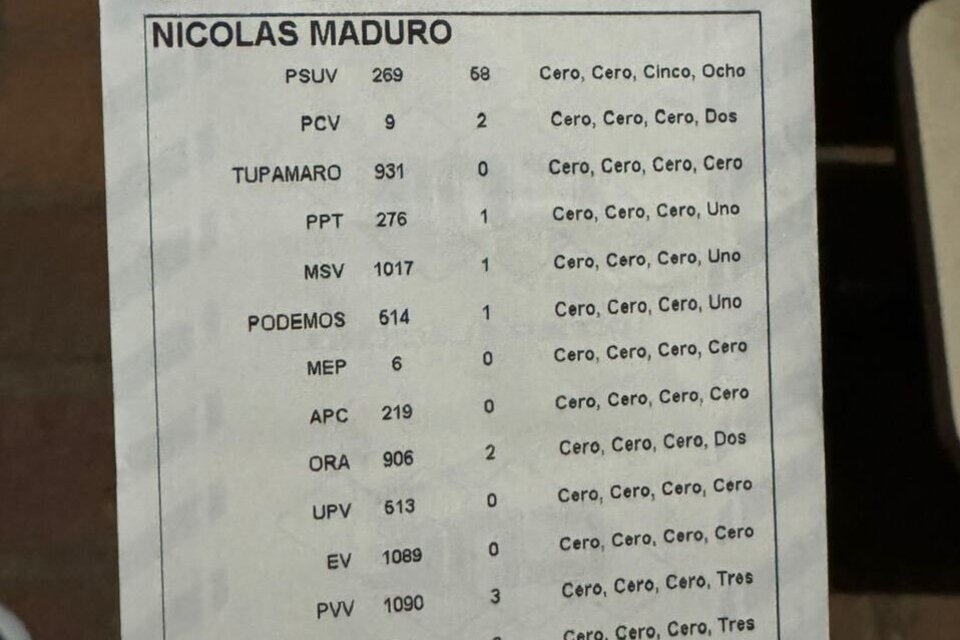 NICOLAS MADURO
PSUV 269 58 Cero, Cero, Cinco, Ocho
PCV 9 2 Cero, Cero, Cero, Dos
TUPAMARO 931 0 Cero, Cero, Cero, Cero
PPT 276 1 Cero, Cero, Cero, Uno
MSV 1017 1 Cero, Cero, Cero, Uno
PODEMOS 514 1 Cero, Cero, Cero, Uno
MEP 6 0 Cero, Cero, Cero, Cero
APC 219 0 Cero, Cero, Cero, Cero
ORA 906 2 Cero, Cero, Cero, Dos
UPV 513 0 Cero, Cero, Cero, Cero
EV 1089 0 Cero, Cero, Cero, Cero
PVV 1090 3 Cero, Cero, Cero, Tres
Cero, Cero, Cero, Tres